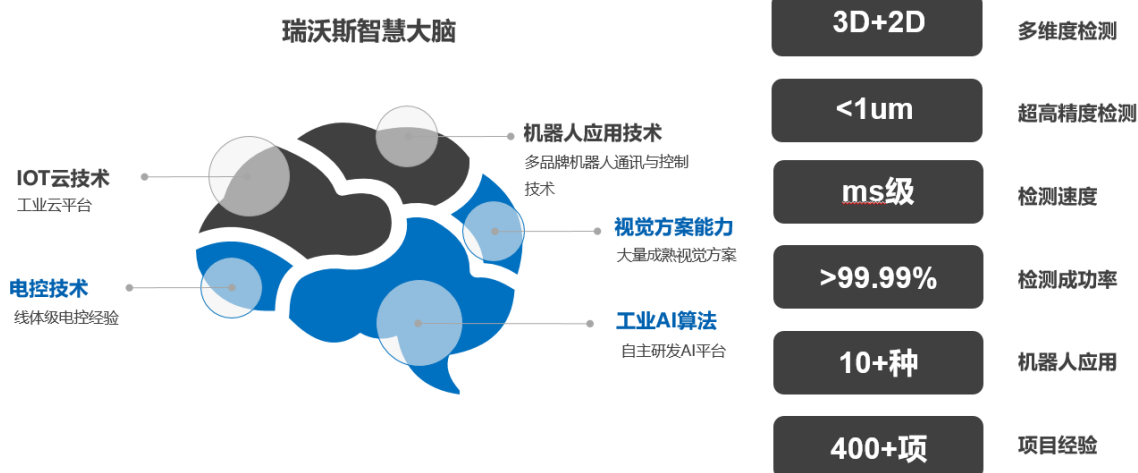 瑞沃斯智慧大脑
IOT云技术
工业云平台
电控技术
线体级电控经验
机器人应用技术
多品牌机器人通讯与控制
技术
视觉方案能力
大量成熟视觉方案
工业AI算法
自主研发AI平台
3D+2D 多维度检测
<1um 超高精度检测
ms级 检测速度
>99.99% 检测成功率
10+种 机器人应用
400+项 项目经验